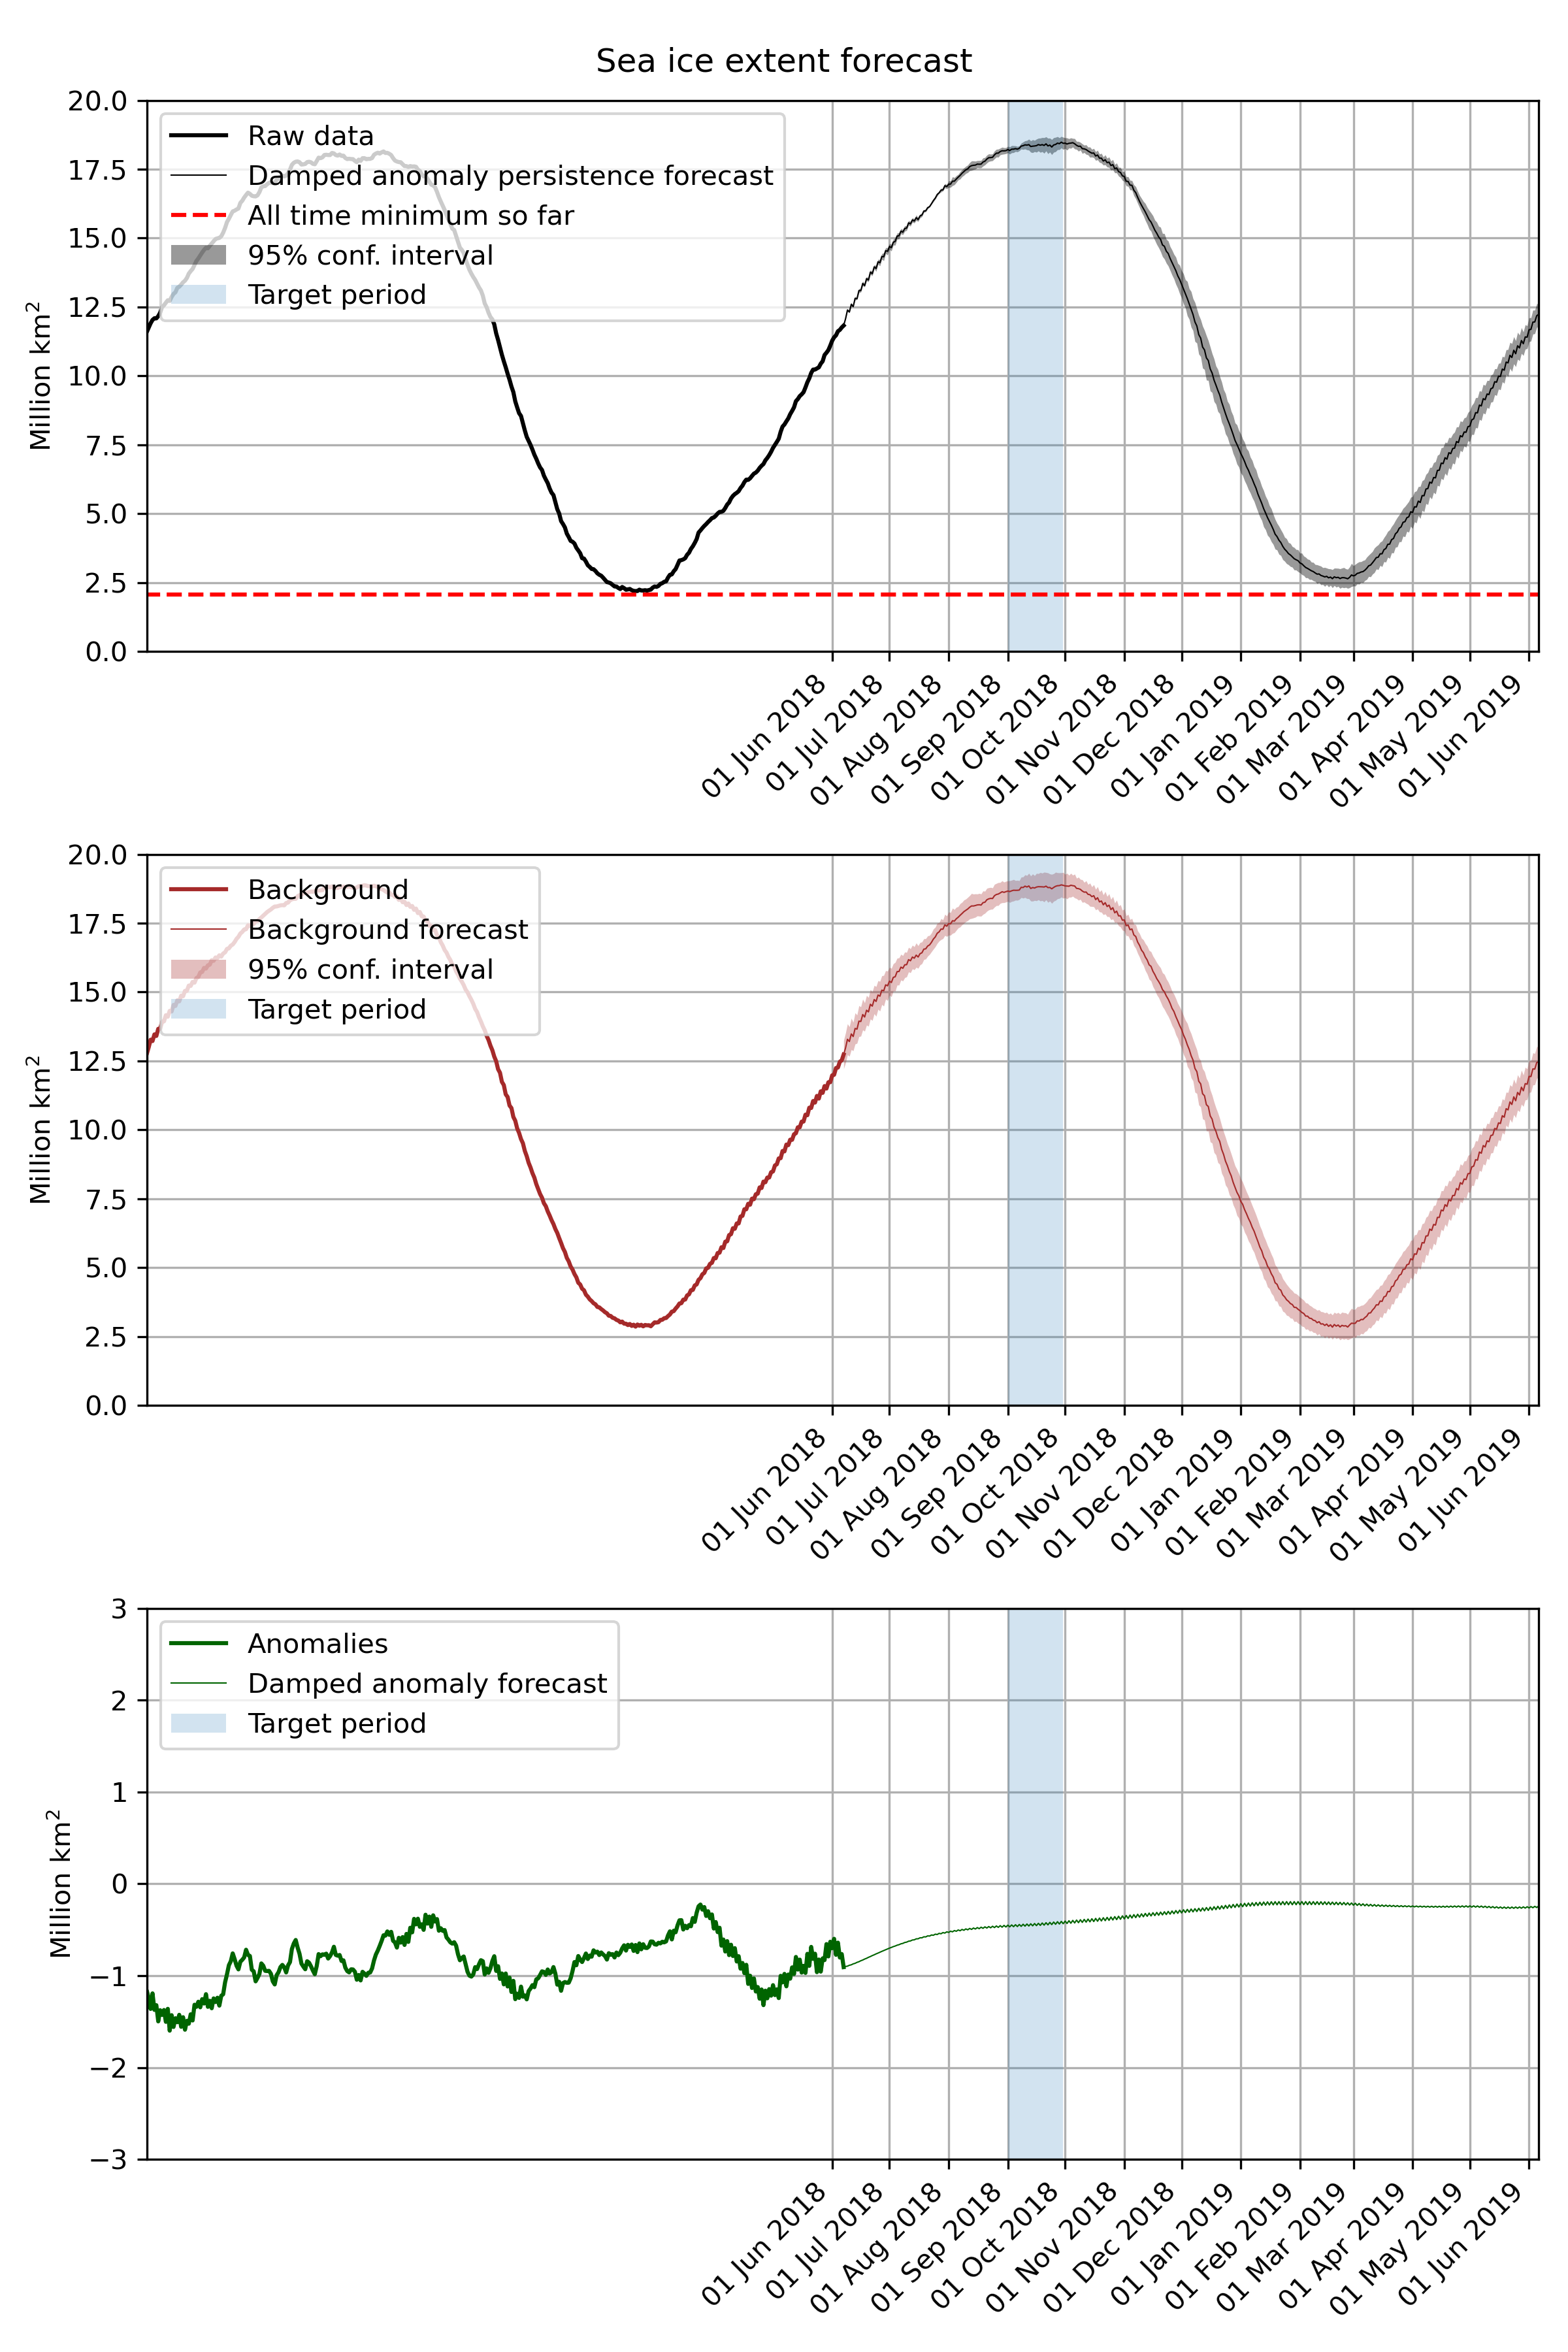 Sea ice extent forecast
20.0
17.5
15.0
12.5
10.0
7.5
5.0
2.5
0.0
Million km²
Raw data
Damped anomaly persistence forecast
All time minimum so far
95% conf. interval
Target period
01 Jun 2018
01 Jul 2018
01 Aug 2018
01 Sep 2018
01 Oct 2018
01 Nov 2018
01 Dec 2018
01 Jan 2019
01 Feb 2019
01 Mar 2019
01 Apr 2019
01 May 2019
01 Jun 2019
20.0
17.5
15.0
12.5
10.0
7.5
5.0
2.5
0.0
Million km²
Background
Background forecast
95% conf. interval
Target period
01 Jun 2018
01 Jul 2018
01 Aug 2018
01 Sep 2018
01 Oct 2018
01 Nov 2018
01 Dec 2018
01 Jan 2019
01 Feb 2019
01 Mar 2019
01 Apr 2019
01 May 2019
01 Jun 2019
3
2
1
0
−1
−2
−3
Million km²
Anomalies
Damped anomaly forecast
Target period
01 Jun 2018
01 Jul 2018
01 Aug 2018
01 Sep 2018
01 Oct 2018
01 Nov 2018
01 Dec 2018
01 Jan 2019
01 Feb 2019
01 Mar 2019
01 Apr 2019
01 May 2019
01 Jun 2019